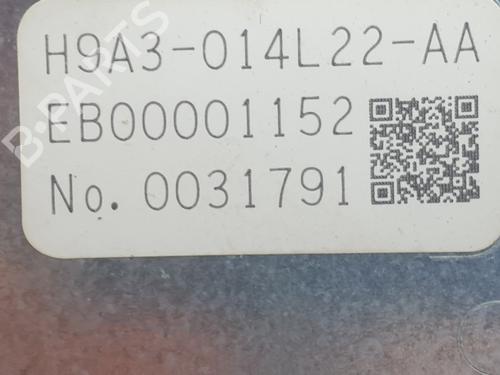 H9A3-014L22-AA
EB00001152
No. 0031791
B-PARTS